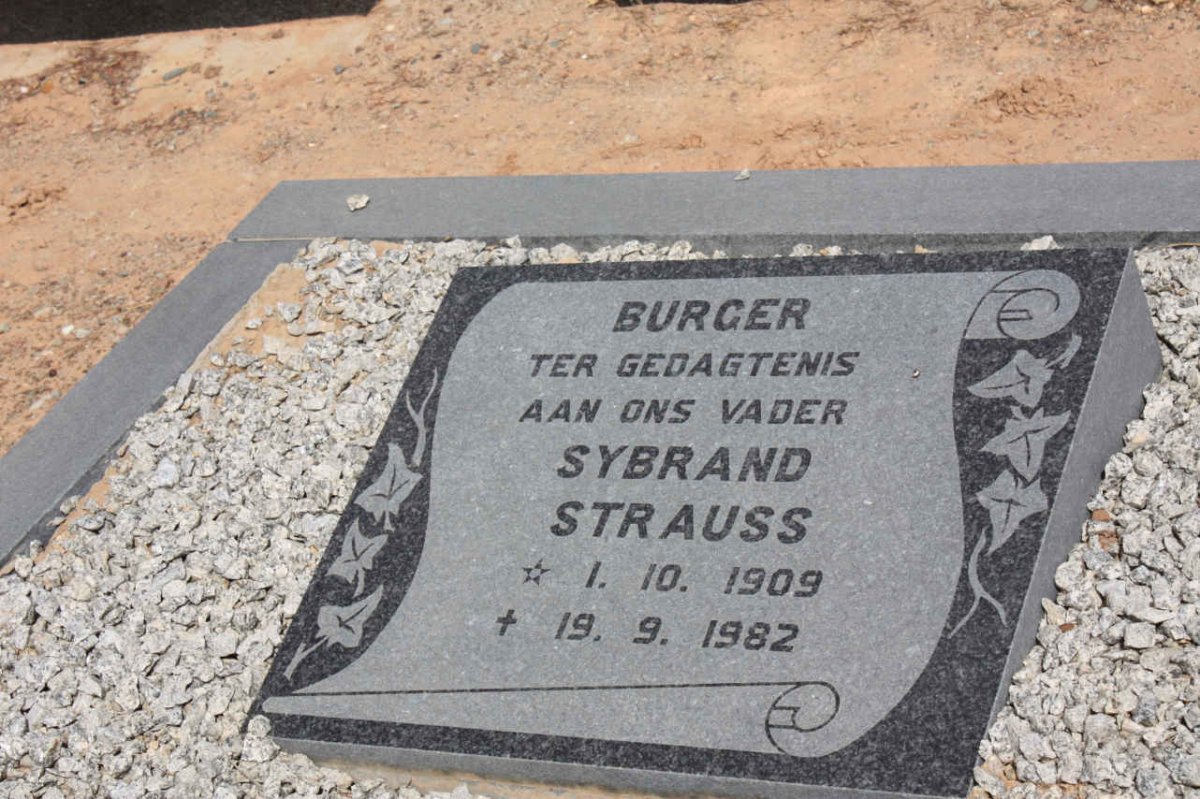 BURGER
TER GEDAGTENIS
AAN ONS VADER
SYBRAND
STRAUSS
☆ 1. 10. 1909
✝ 19. 9. 1982